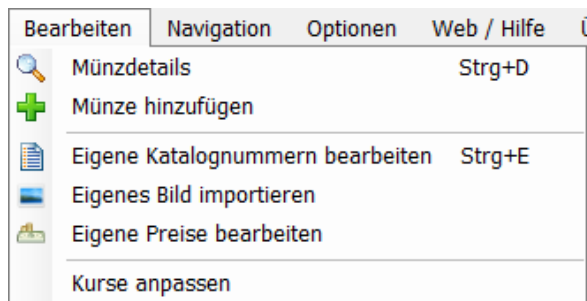 Bearbeiten Navigation Optionen Web / Hilfe
Münzdetails Strg+D
Münze hinzufügen
Eigene Katalognummern bearbeiten Strg+E
Eigenes Bild importieren
Eigene Preise bearbeiten
Kurse anpassen